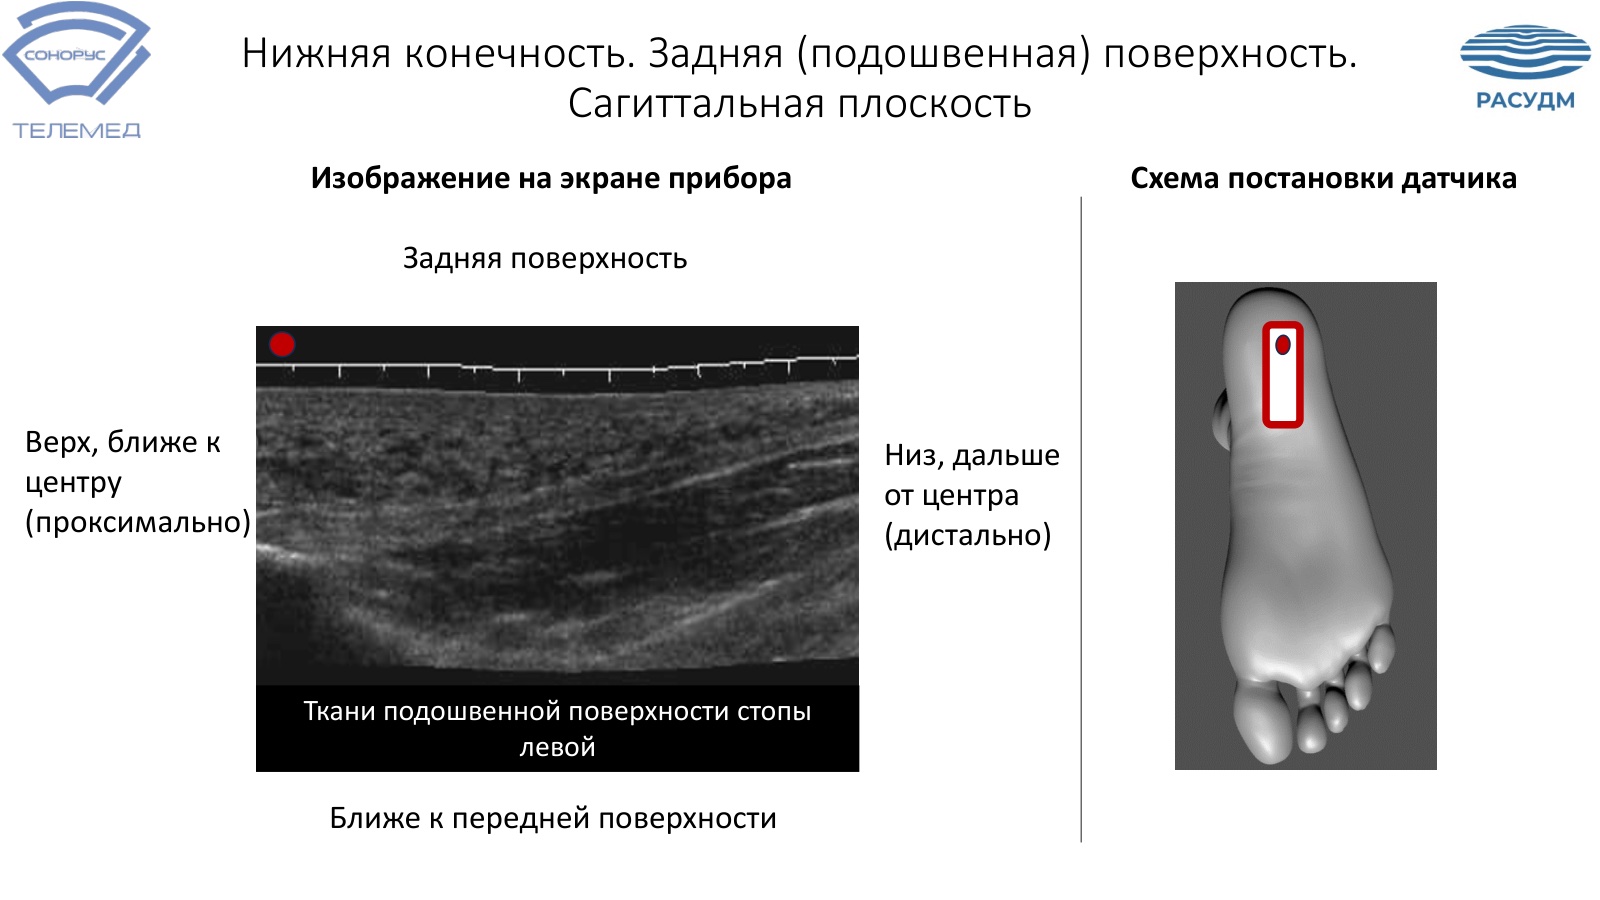 СОНОРУС
ТЕЛЕМЕД
Нижняя конечность. Задняя (подошвенная) поверхность.
Сагиттальная плоскость
РАСУДМ
Изображение на экране прибора
Схема постановки датчика
Задняя поверхность
Верх, ближе к
центру
(проксимально)
Низ, дальше
от центра
(дистально)
Ткани подошвенной поверхности стопы
левой
Ближе к передней поверхности